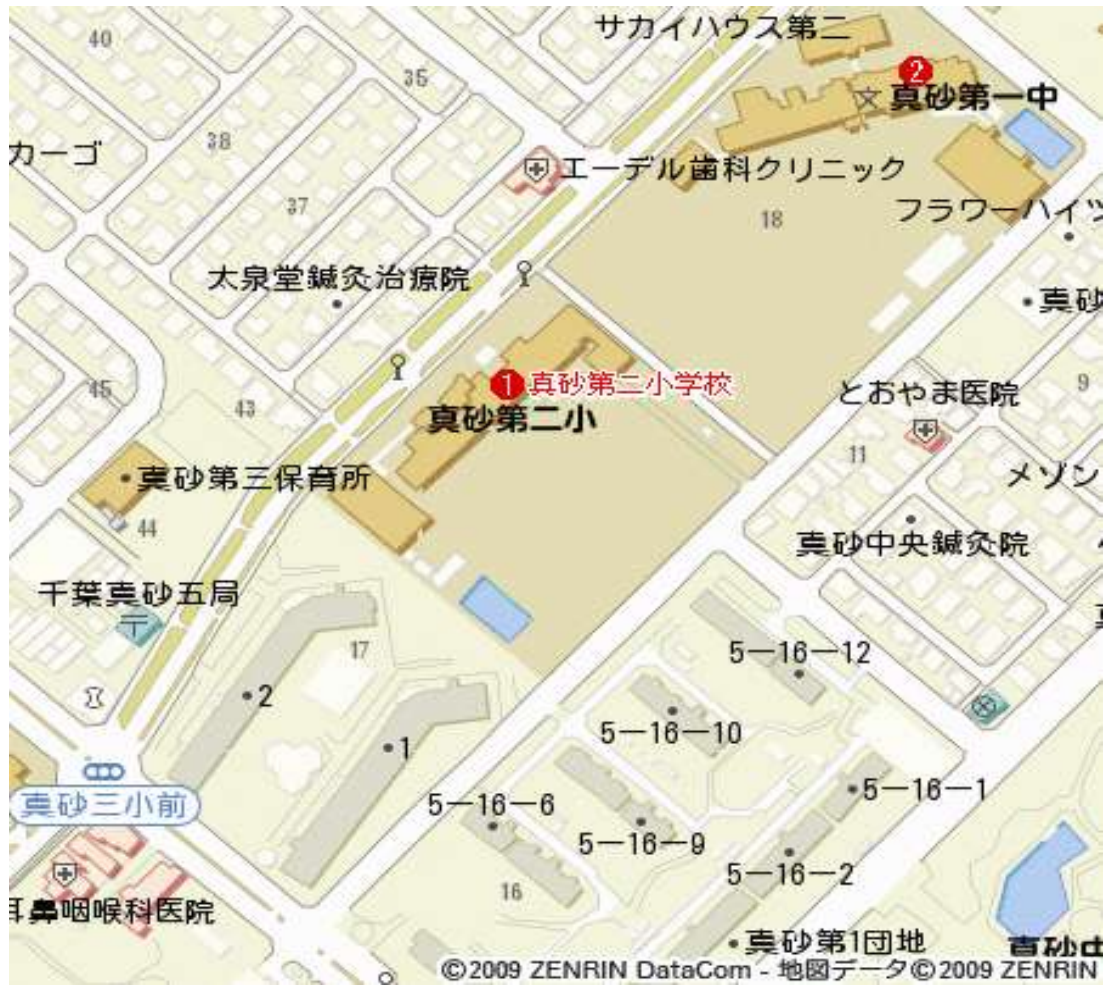 サカイハウス第二
40
35
2
真砂第一中
38
カーゴ
エーデル歯科クリニック
37
18
フラワーハイツ
太泉堂鍼灸治療院
真砂
1
真砂第二小学校
真砂第二小
とおやま医院
9
45
43
11
真砂第三保育所
メゾン
44
真砂中央鍼灸院
千葉真砂五局
17
5-16-12
2
5-16-10
1
真砂三小前
5-16-6
5-16-1
5-16-9
5-16-2
16
耳鼻咽喉科医院
真砂第1団地
真砂中
©2009 ZENRIN DataCom - 地図データ©2009 ZENRIN